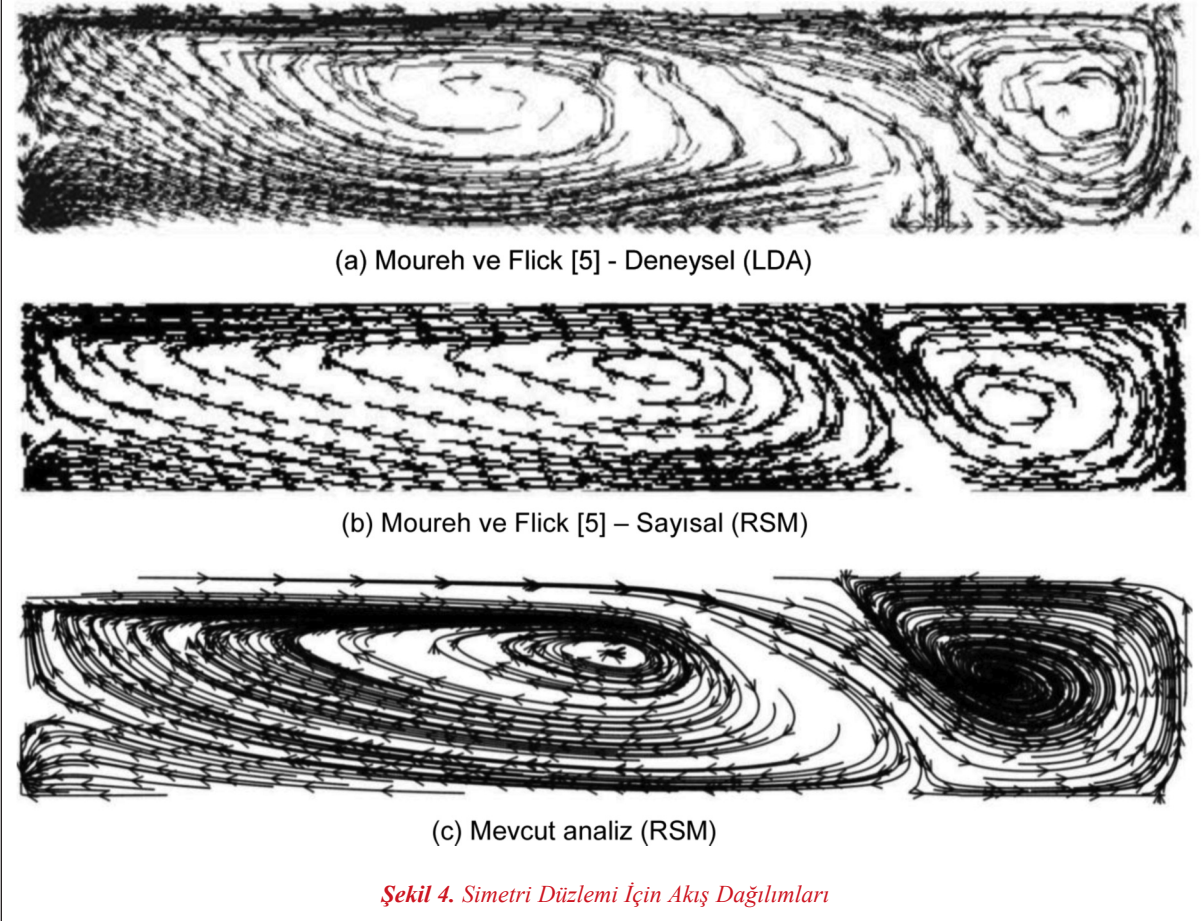 (a) Moureh ve Flick [5] - Deneysel (LDA)
(b) Moureh ve Flick [5] – Sayısal (RSM)
(c) Mevcut analiz (RSM)
Şekil 4. Simetri Düzlemi İçin Akış Dağılımları